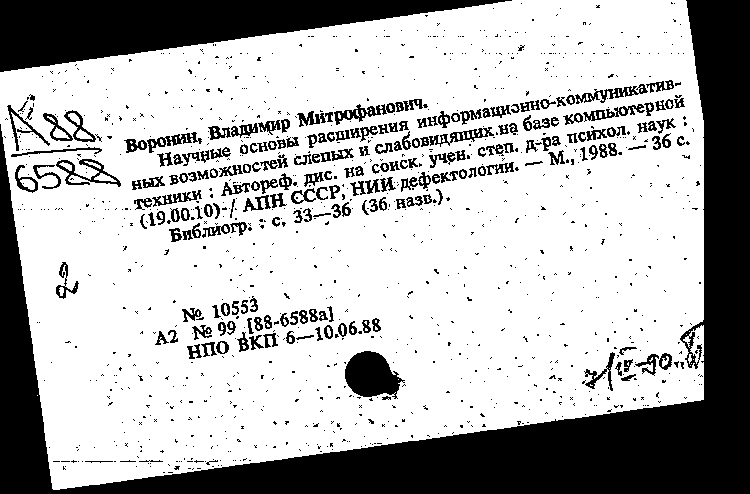 А88
6588
Воронин, Владимир Митрофанович.
Научные основы расширения информационно-коммуникатив-
ных возможностей слепых и слабовидящих на базе компьютерной
техники : Автореф. дис. на соиск. учен. степ. д-ра психол. наук :
(19.00.10) / АПН СССР, НИИ дефектологии. — М., 1988. — 36 с.
Библиогр. : с. 33—36 (36 назв.).
2
№ 10553
А2 № 99 [88-6588а]
НПО ВКП 6—10.06.88
IV-90